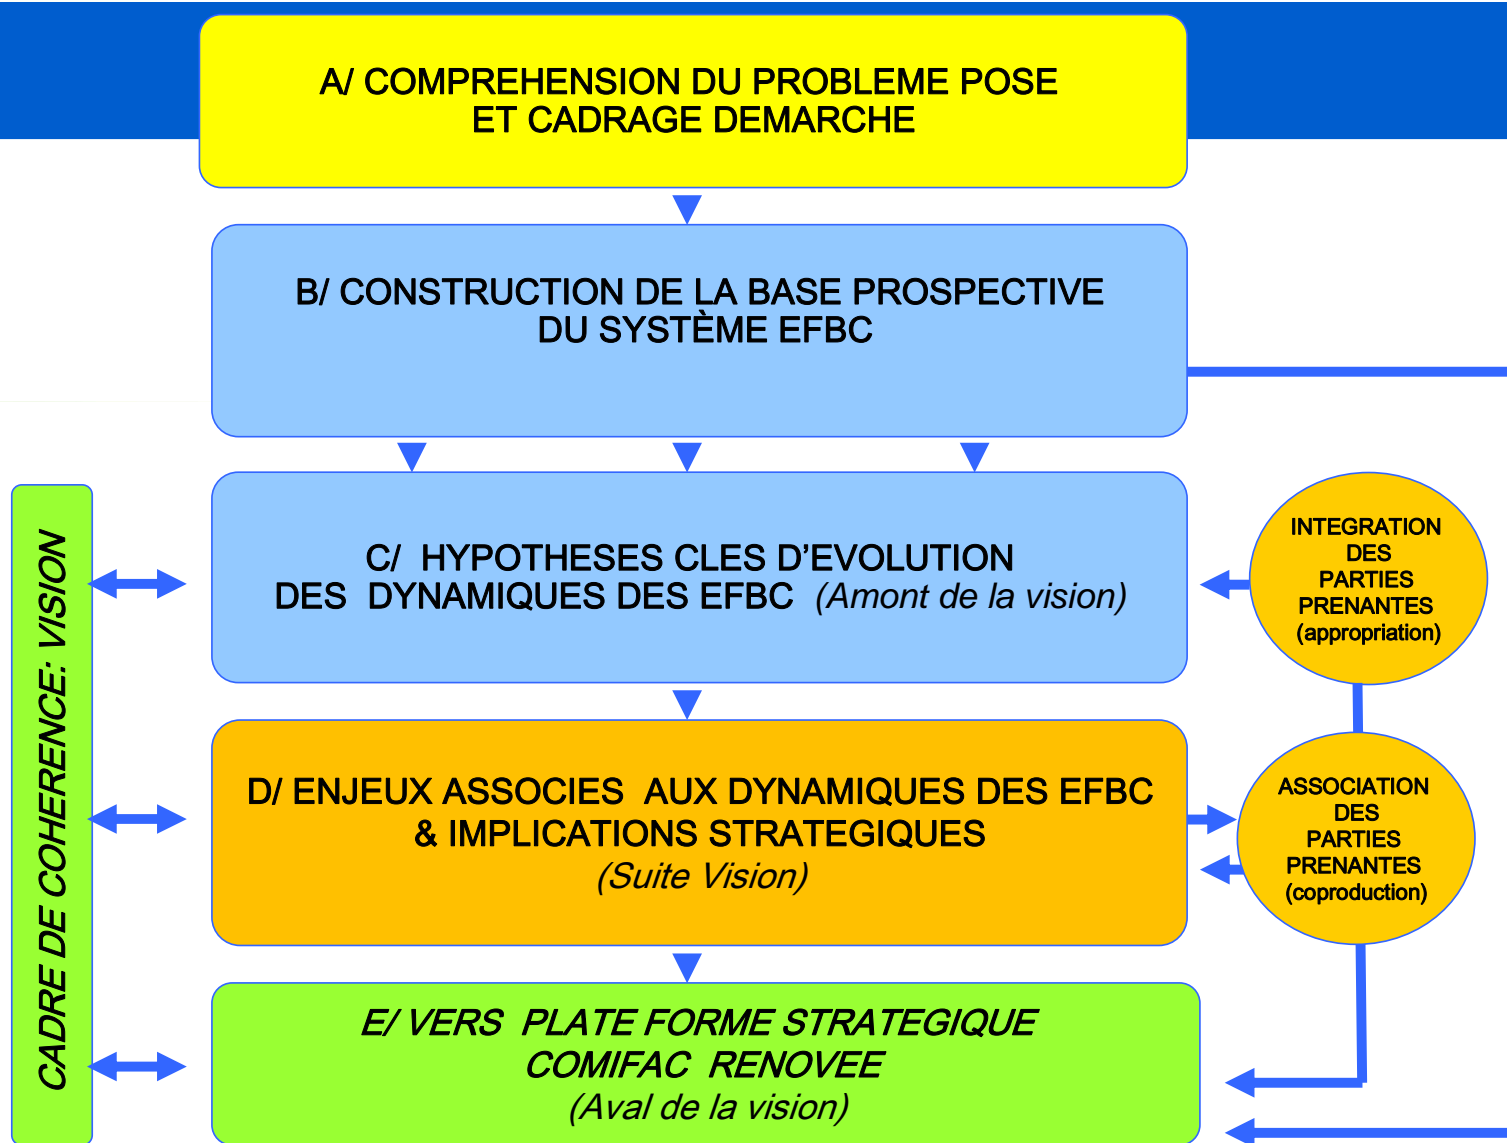 A/ COMPREHENSION DU PROBLEME POSE
ET CADRAGE DEMARCHE
B/ CONSTRUCTION DE LA BASE PROSPECTIVE
DU SYSTÈME EFBC
C/ HYPOTHESES CLES D’EVOLUTION
DES DYNAMIQUES DES EFBC (Amont de la vision)
D/ ENJEUX ASSOCIES AUX DYNAMIQUES DES EFBC
& IMPLICATIONS STRATEGIQUES
(Suite Vision)
E/ VERS PLATE FORME STRATEGIQUE
COMIFAC RENOVEE
(Aval de la vision)
CADRE DE COHERENCE: VISION
INTEGRATION
DES
PARTIES
PRENANTES
(appropriation)
ASSOCIATION
DES
PARTIES
PRENANTES
(coproduction)